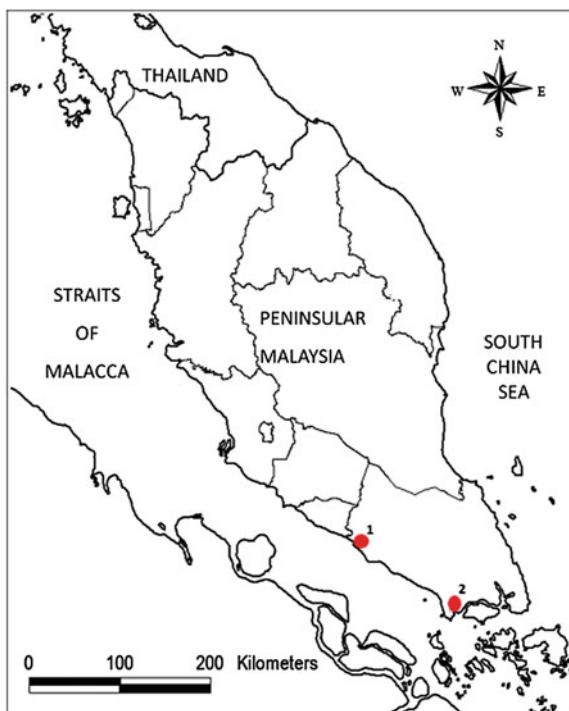 THAILAND
N
W E
S
STRAITS
OF
MALACCA
PENINSULAR
MALAYSIA
SOUTH
CHINA
SEA
1
2
0 100 200 Kilometers